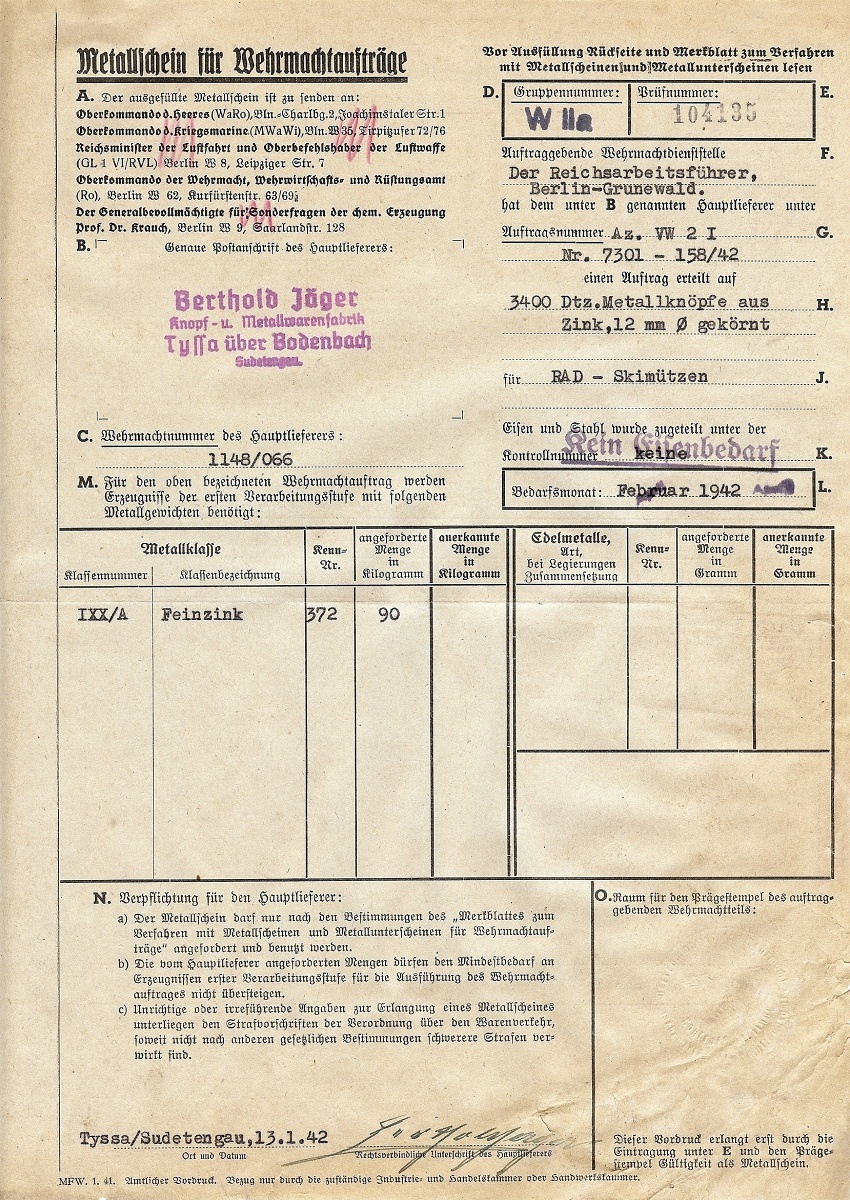 Metallschein für Wehrmachtaufträge
A. Der ausgefüllte Metallschein ist zu senden an:
Oberkommando d. Heeres (WaRo), Bln.-Charlbg. 2, Joachimstaler Str. 1
Oberkommando d. Kriegsmarine (MWaWi), Bln. W 35, Tirpitzufer 72/76
Reichsminister der Luftfahrt und Oberbefehlshaber der Luftwaffe
(GL 1 VI/RVL) Berlin W 8, Leipziger Str. 7
Oberkommando der Wehrmacht, Wehrwirtschafts- und Rüstungsamt
(Ro), Berlin W 62, Kurfürstenstr. 63/69
Der Generalbevollmächtigte für Sonderfragen der chem. Erzeugung
Prof. Dr. Krauch, Berlin W 9, Saarlandstr. 128
B. Genaue Postanschrift des Hauptlieferers:
Berthold Jäger
Knopf- u. Metallwarenfabrik
Tyssa über Bodenbach
Sudetengau.
C. Wehrmachtnummer des Hauptlieferers:
1148/066
M. Für den oben bezeichneten Wehrmachtauftrag werden
Erzeugnisse der ersten Verarbeitungsstufe mit folgenden
Metallgewichten benötigt:
Vor Ausfüllung Rückseite und Merkblatt zum Verfahren
mit Metallscheinen und Metallunterscheinen lesen
D. Gruppennummer: Prüfnummer: E.
W IIa 104135
Auftraggebende Wehrmachtdienststelle F.
Der Reichsarbeitsführer,
Berlin-Grunewald.
hat dem unter B genannten Hauptlieferer unter
Auftragsnummer Az. VW 2 I G.
Nr. 7301 - 158/42
einen Auftrag erteilt auf
3400 Dtz.Metallknöpfe aus H.
Zink,12 mm Ø gekörnt
für RAD - Skimützen J.
Eisen und Stahl wurde zugeteilt unter der
Kein Eisenbedarf
Kontrollnummer keine K.
Bedarfsmonat: Februar 1942 L.
Metallklasse
Klassennummer Klassenbezeichnung
Kenn-
Nr.
angeforderte
Menge
in
Kilogramm
anerkannte
Menge
in
Kilogramm
Edelmetalle,
Art,
bei Legierungen
Zusammensetzung
Kenn-
Nr.
angeforderte
Menge
in
Gramm
anerkannte
Menge
in
Gramm
IXX/A Feinzink 372 90
N. Verpflichtung für den Hauptlieferer:
a) Der Metallschein darf nur nach den Bestimmungen des „Merkblattes zum
Verfahren mit Metallscheinen und Metallunterscheinen für Wehrmachtauf-
träge“ angefordert und benutzt werden.
b) Die vom Hauptlieferer angeforderten Mengen dürfen den Mindestbedarf an
Erzeugnissen erster Verarbeitungsstufe für die Ausführung des Wehrmacht-
auftrages nicht übersteigen.
c) Unrichtige oder irreführende Angaben zur Erlangung eines Metallscheines
unterliegen den Strafvorschriften der Verordnung über den Warenverkehr,
soweit nicht nach anderen gesetzlichen Bestimmungen schwerere Strafen ver-
wirkt sind.
O. Raum für den Prägestempel des auftrag-
gebenden Wehrmachtteils:
Tyssa/Sudetengau,13.1.42
Ort und Datum Rechtsverbindliche Unterschrift des Hauptlieferers
Dieser Vordruck erlangt erst durch die
Eintragung unter E und den Präge-
stempel Gültigkeit als Metallschein.
MFW. 1. 41. Amtlicher Vordruck. Bezug nur durch die zuständige Industrie- und Handelskammer oder Handwerkskammer.